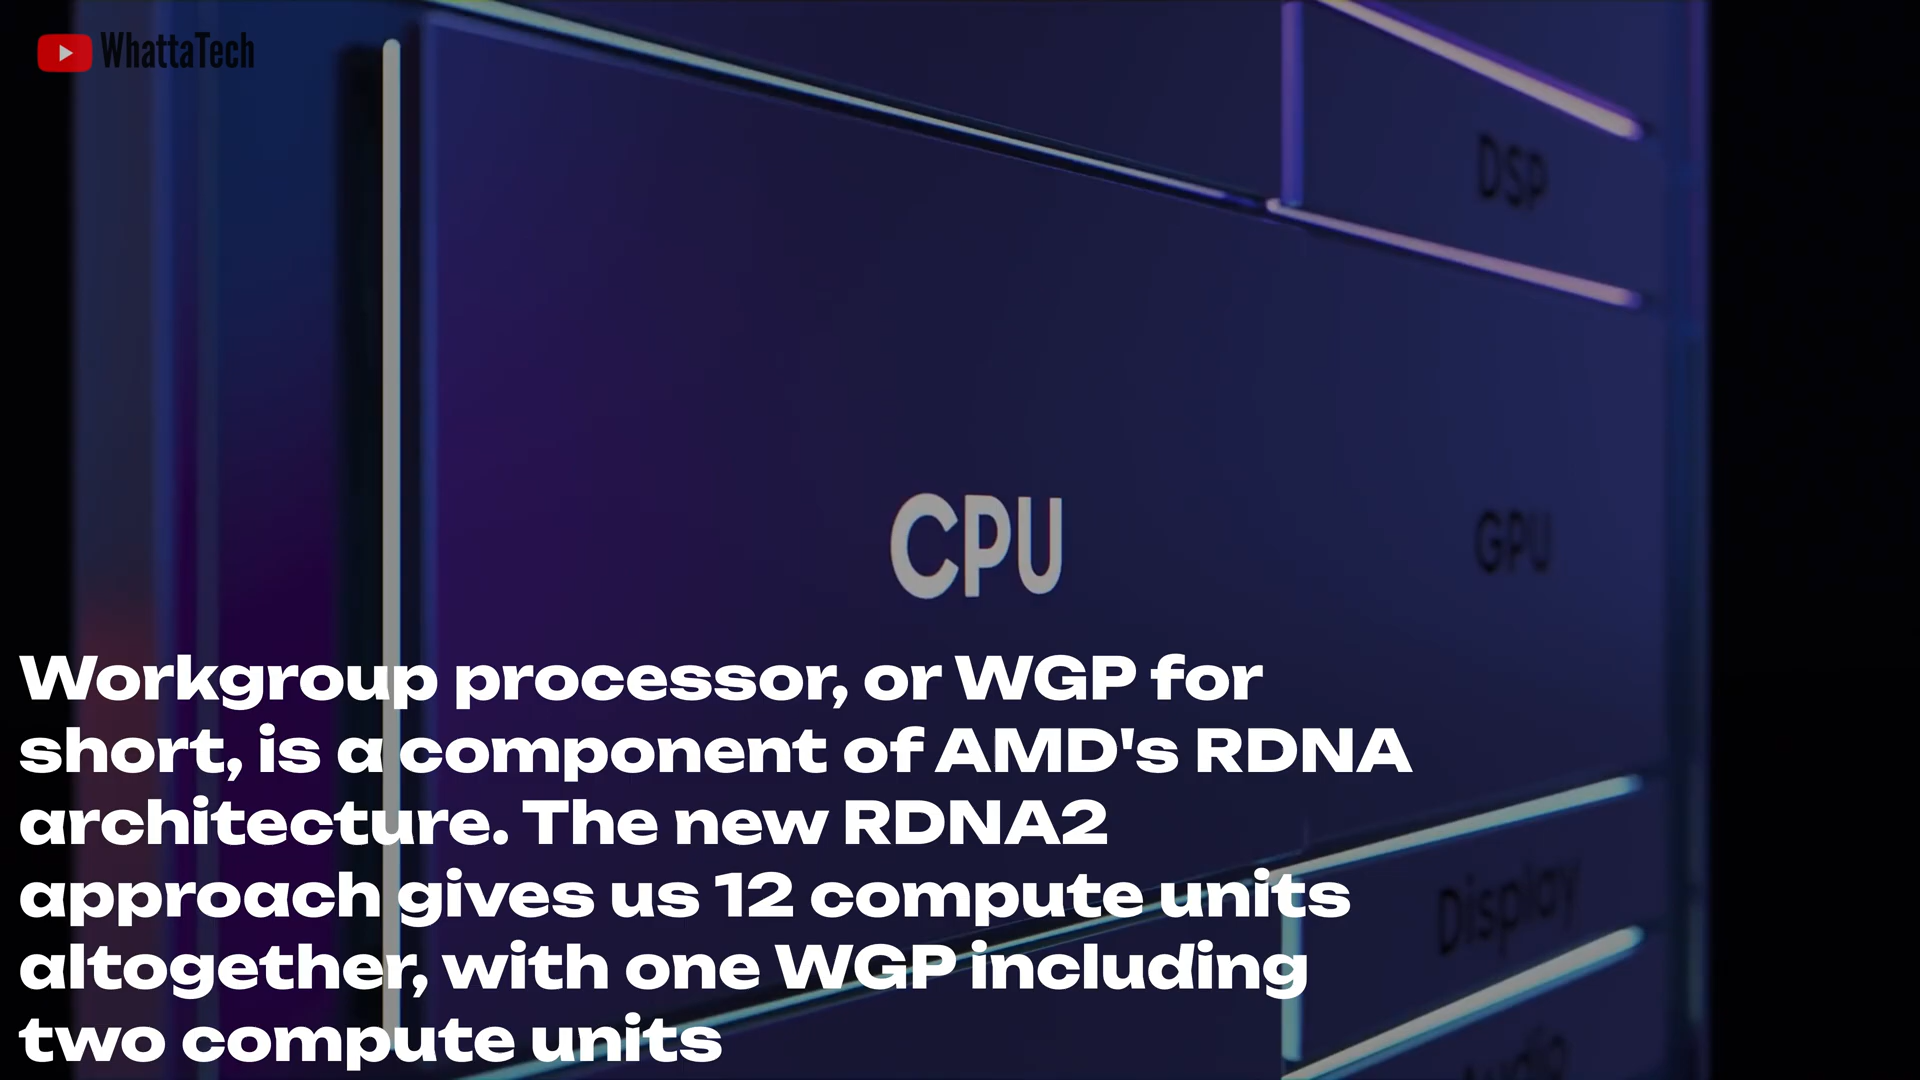 WhattaTech
DSP
CPU
GPU
Workgroup processor, or WGP for
short, is a component of AMD's RDNA
architecture. The new RDNA2
approach gives us 12 compute units
altogether, with one WGP including
two compute units
Display
Audio